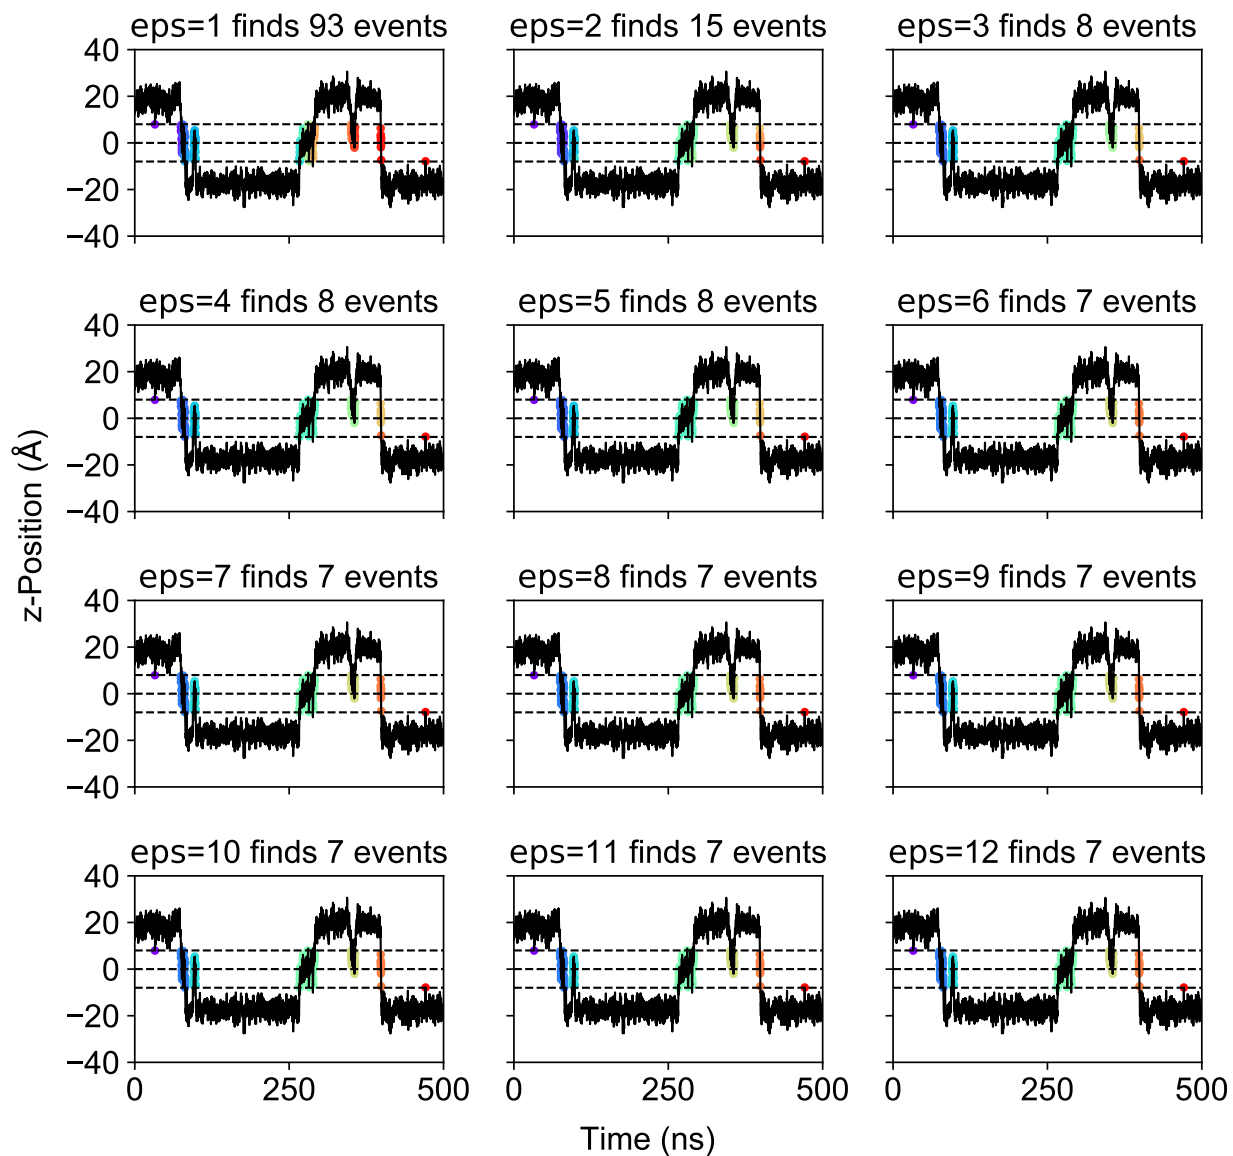 eps=1 finds 93 events
eps=2 finds 15 events
eps=3 finds 8 events
40
20
0
−20
−40
eps=4 finds 8 events
eps=5 finds 8 events
eps=6 finds 7 events
40
20
0
−20
−40
z-Position (Å)
eps=7 finds 7 events
eps=8 finds 7 events
eps=9 finds 7 events
40
20
0
−20
−40
eps=10 finds 7 events
eps=11 finds 7 events
eps=12 finds 7 events
40
20
0
−20
−40
0 250 500
0 250 500
0 250 500
Time (ns)